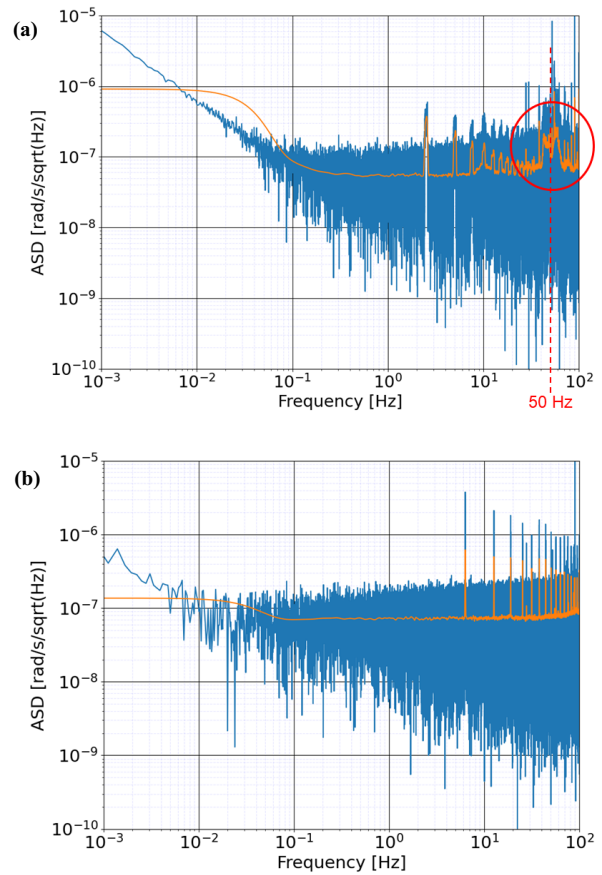 (a)
10⁻⁵
10⁻⁶
10⁻⁷
10⁻⁸
10⁻⁹
10⁻¹⁰
ASD [rad/s/sqrt(Hz)]
10⁻³ 10⁻² 10⁻¹ 10⁰ 10¹ 10²
Frequency [Hz]
50 Hz
(b)
10⁻⁵
10⁻⁶
10⁻⁷
10⁻⁸
10⁻⁹
10⁻¹⁰
ASD [rad/s/sqrt(Hz)]
10⁻³ 10⁻² 10⁻¹ 10⁰ 10¹ 10²
Frequency [Hz]